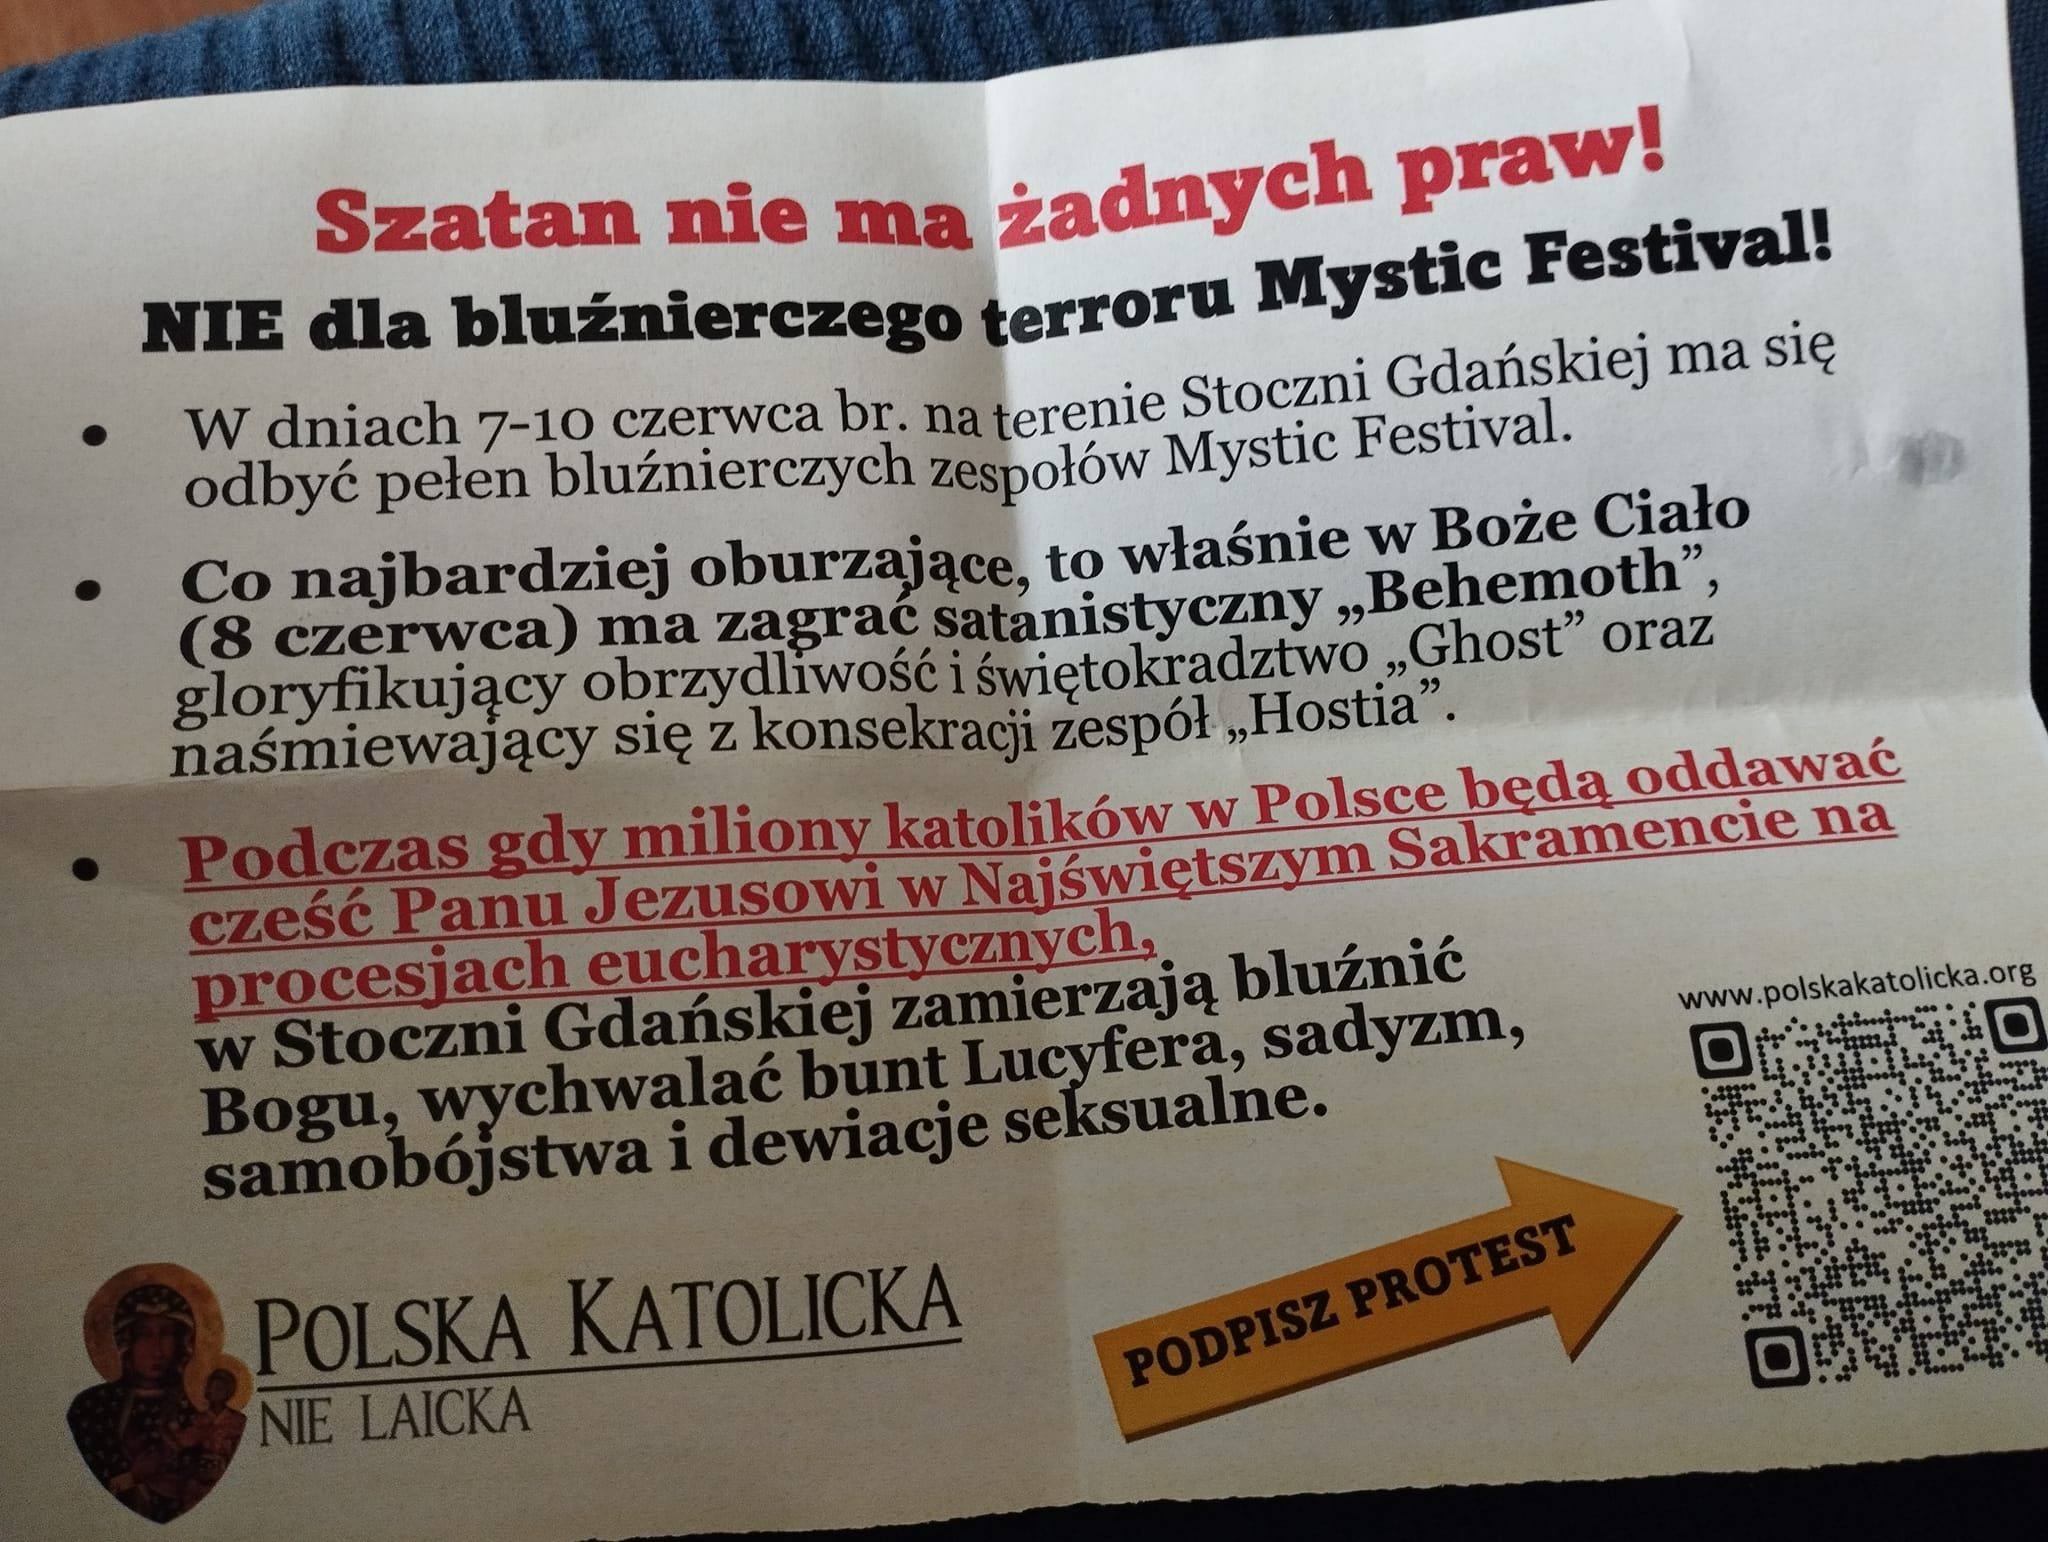 Szatan nie ma żadnych praw!
NIE dla bluźnierczego terroru Mystic Festival!
• W dniach 7-10 czerwca br. na terenie Stoczni Gdańskiej ma się
odbyć pełen bluźnierczych zespołów Mystic Festival.
• Co najbardziej oburzające, to właśnie w Boże Ciało
(8 czerwca) ma zagrać satanistyczny „Behemoth”,
gloryfikujący obrzydliwość i świętokradztwo „Ghost” oraz
naśmiewający się z konsekracji zespół „Hostia”.
• Podczas gdy miliony katolików w Polsce będą oddawać
cześć Panu Jezusowi w Najświętszym Sakramencie na
procesjach eucharystycznych,
w Stoczni Gdańskiej zamierzają bluźnić
Bogu, wychwalać bunt Lucyfera, sadyzm,
samobójstwa i dewiacje seksualne.
www.polskakatolicka.org
PODPISZ PROTEST
POLSKA KATOLICKA
NIE LAICKA